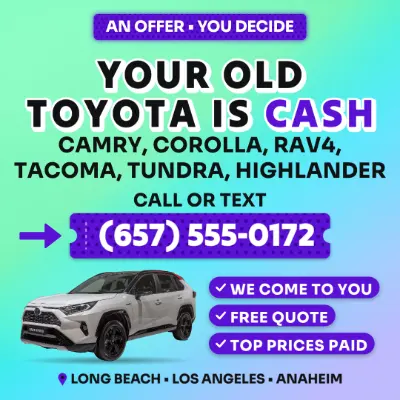 AN OFFER • YOU DECIDE
YOUR OLD
TOYOTA IS CASH
CAMRY, COROLLA, RAV4,
TACOMA, TUNDRA, HIGHLANDER
CALL OR TEXT
(657) 555-0172
WE COME TO YOU
FREE QUOTE
TOP PRICES PAID
LONG BEACH • LOS ANGELES • ANAHEIM